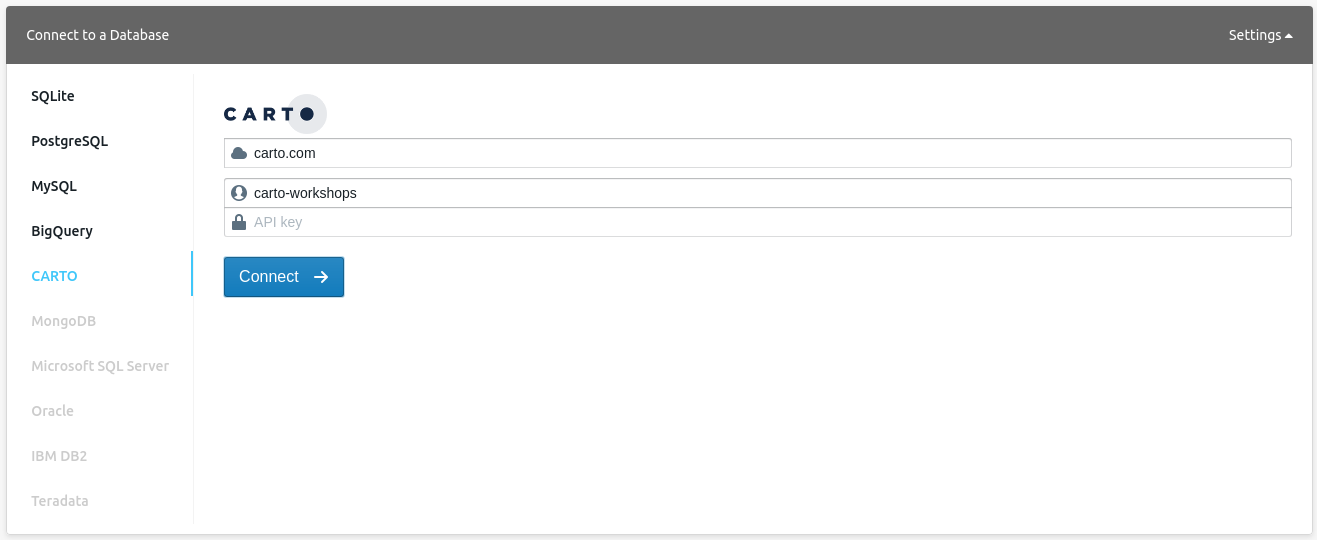 Connect to a Database
Settings
SQLite
PostgreSQL
MySQL
BigQuery
CARTO
MongoDB
Microsoft SQL Server
Oracle
IBM DB2
Teradata
CARTO
carto.com
carto-workshops
API key
Connect